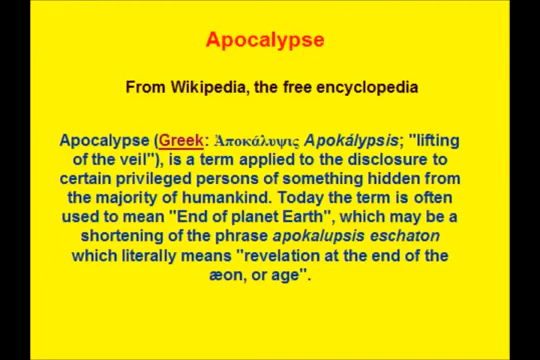 Apocalypse
From Wikipedia, the free encyclopedia
Apocalypse (Greek: Ἀποκάλυψις Apokálypsis; "lifting
of the veil"), is a term applied to the disclosure to
certain privileged persons of something hidden from
the majority of humankind. Today the term is often
used to mean "End of planet Earth", which may be a
shortening of the phrase apokalupsis eschaton
which literally means "revelation at the end of the
æon, or age".